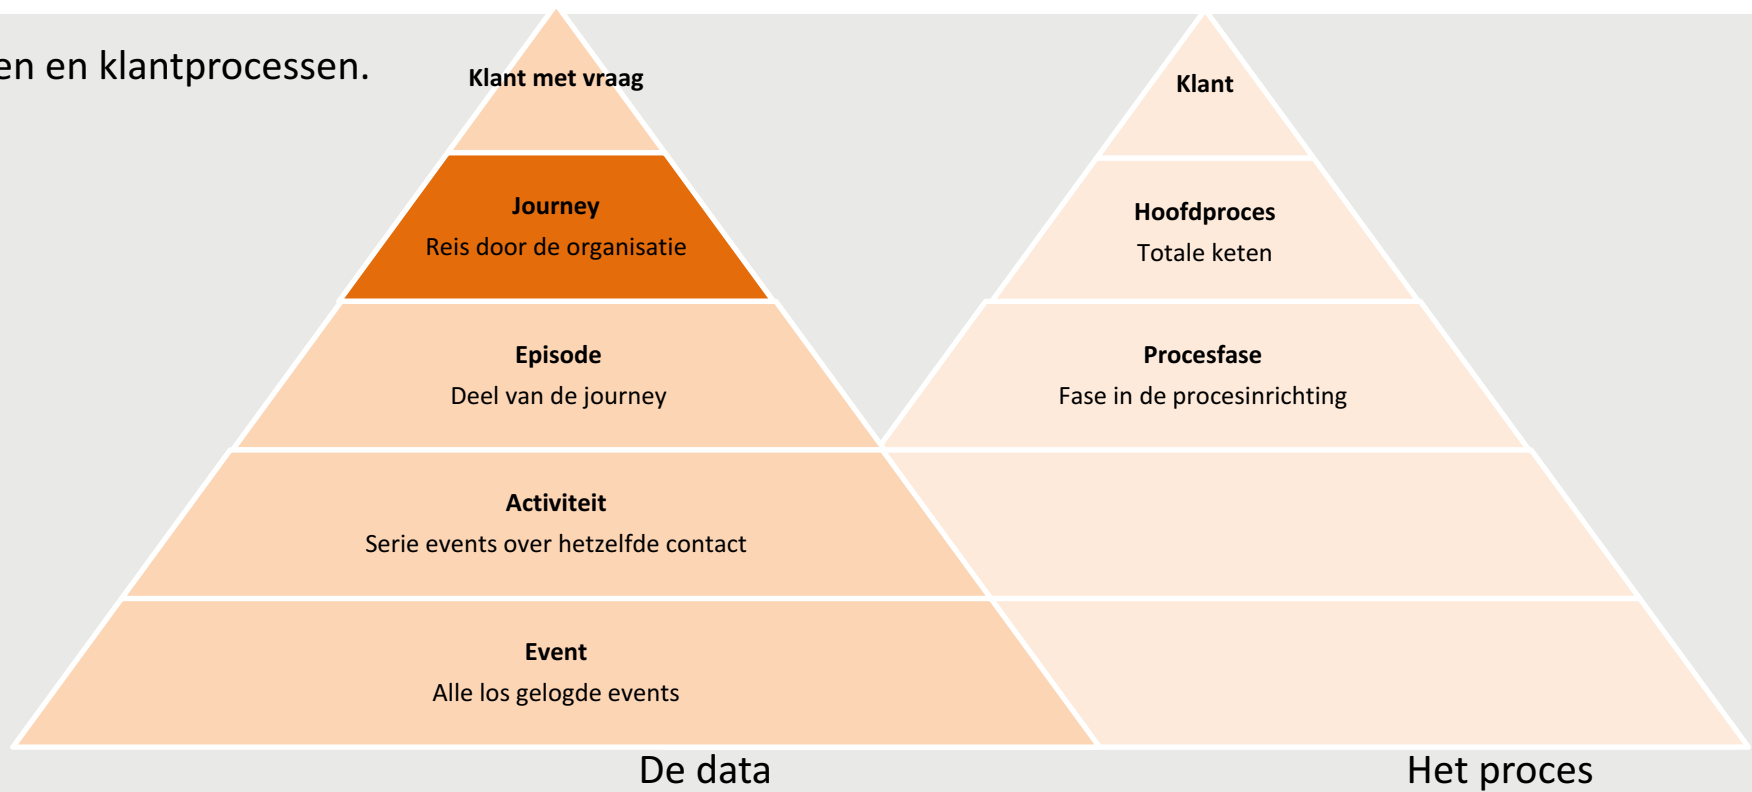 en en klantprocessen.
Klant met vraag
Journey
Reis door de organisatie
Episode
Deel van de journey
Activiteit
Serie events over hetzelfde contact
Event
Alle los gelogde events
De data
Klant
Hoofdproces
Totale keten
Procesfase
Fase in de procesinrichting
Het proces